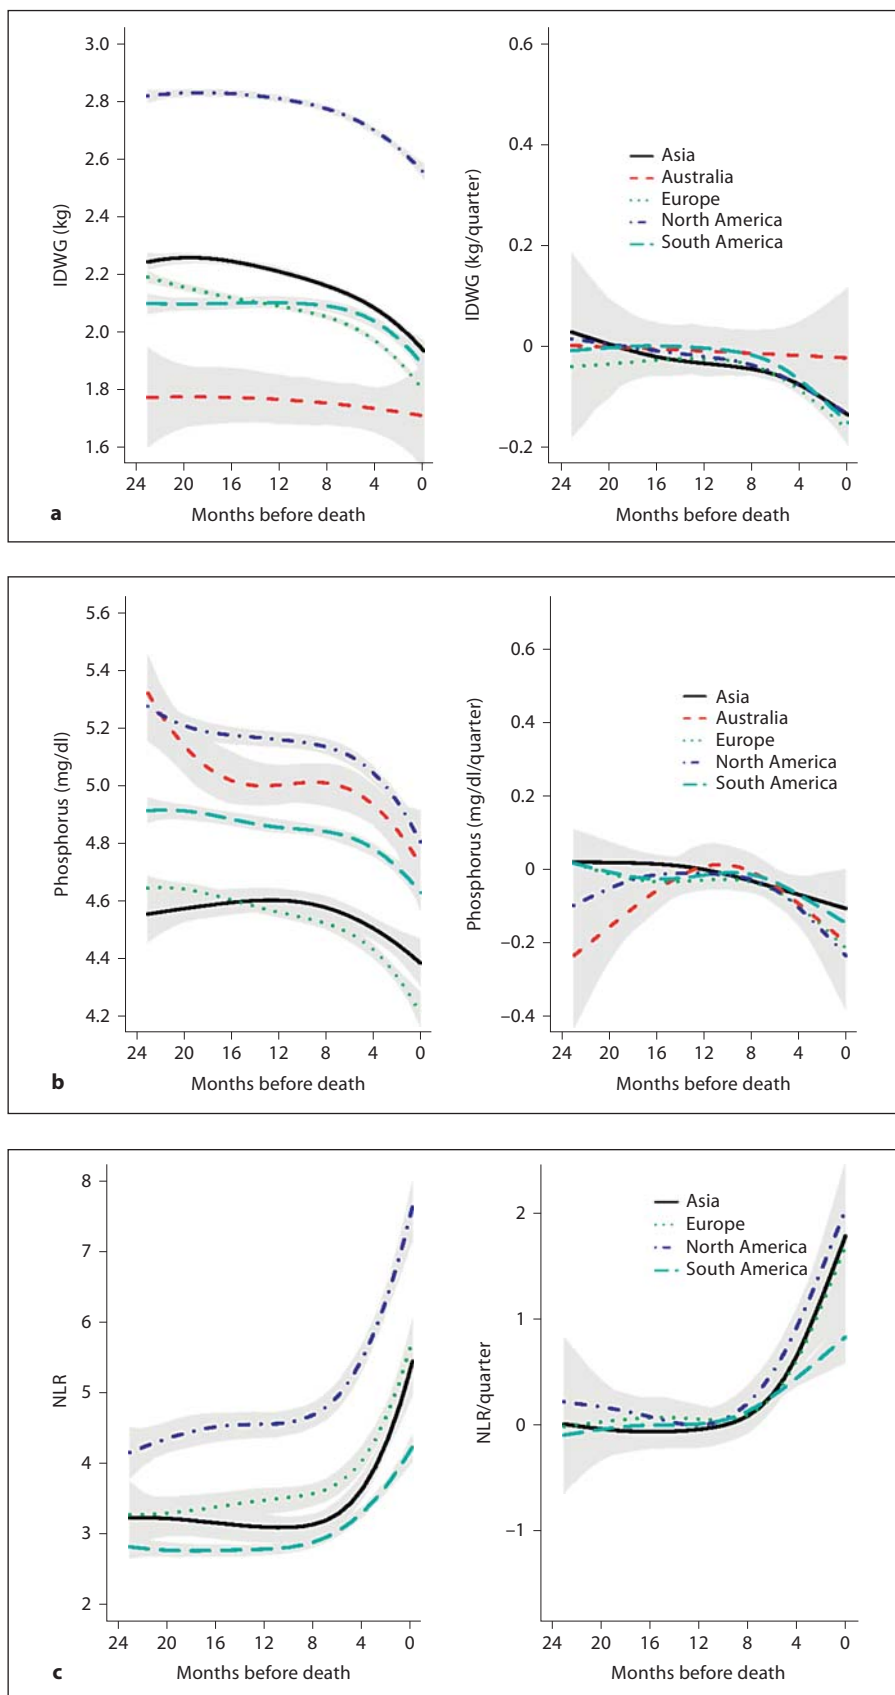 3.0
2.8
2.6
2.4
2.2
2.0
1.8
1.6
IDWG (kg)
24 20 16 12 8 4 0
Months before death
a
0.6
0.4
0.2
0
–0.2
IDWG (kg/quarter)
Asia
Australia
Europe
North America
South America
24 20 16 12 8 4 0
Months before death
5.6
5.4
5.2
5.0
4.8
4.6
4.4
4.2
Phosphorus (mg/dl)
24 20 16 12 8 4 0
Months before death
b
0.6
0.4
0.2
0
–0.2
–0.4
Phosphorus (mg/dl/quarter)
Asia
Australia
Europe
North America
South America
24 20 16 12 8 4 0
Months before death
8
7
6
5
4
3
2
NLR
24 20 16 12 8 4 0
Months before death
c
2
1
0
–1
NLR/quarter
Asia
Europe
North America
South America
24 20 16 12 8 4 0
Months before death